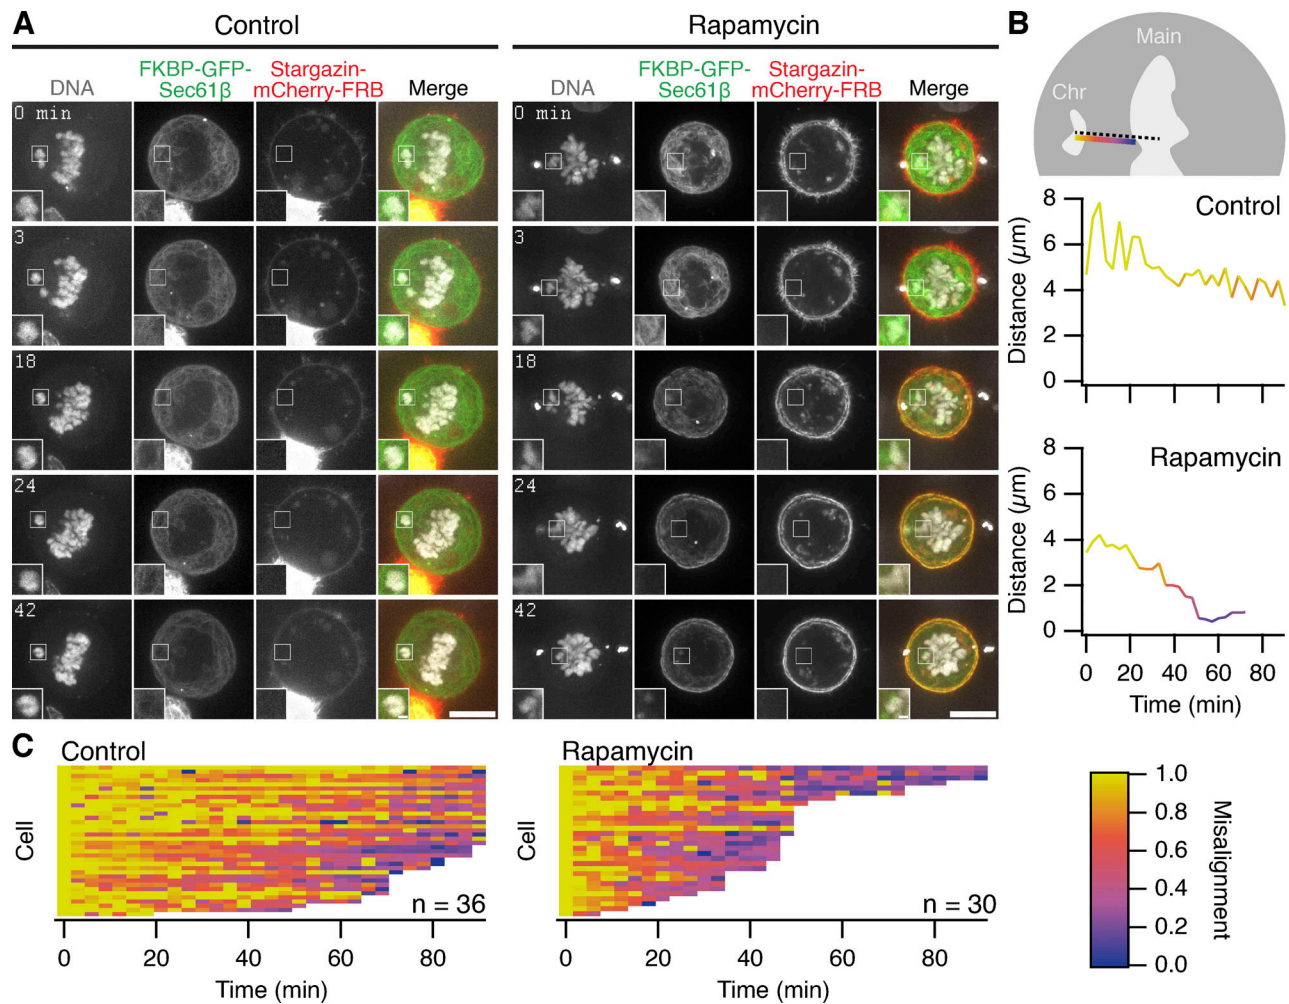 A
Control
Rapamycin
DNA
FKBP-GFP-
Sec61β
Stargazin-
mCherry-FRB
Merge
DNA
FKBP-GFP-
Sec61β
Stargazin-
mCherry-FRB
Merge
0 min
3
18
24
42
0 min
3
18
24
42
B
Main
Chr
Control
Distance (µm)
8
6
4
2
0
Rapamycin
Distance (µm)
8
6
4
2
0
0 20 40 60 80
Time (min)
C
Control
Cell
n = 36
0 20 40 60 80
Time (min)
Rapamycin
Cell
n = 30
0 20 40 60 80
Time (min)
1.0
0.8
0.6
0.4
0.2
0.0
Misalignment